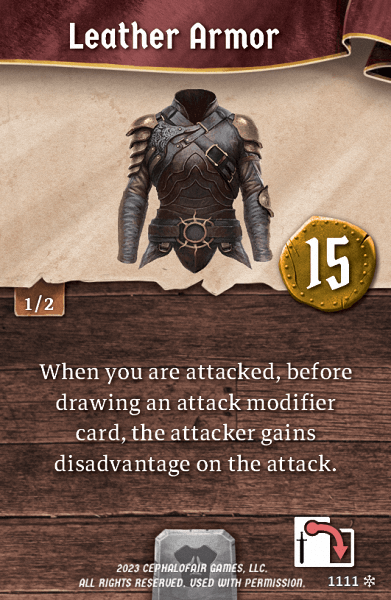 Leather Armor
15
1/2
When you are attacked, before
drawing an attack modifier
card, the attacker gains
disadvantage on the attack.
2023 CEPHALOFAIR GAMES, LLC.
ALL RIGHTS RESERVED. USED WITH PERMISSION.
1111